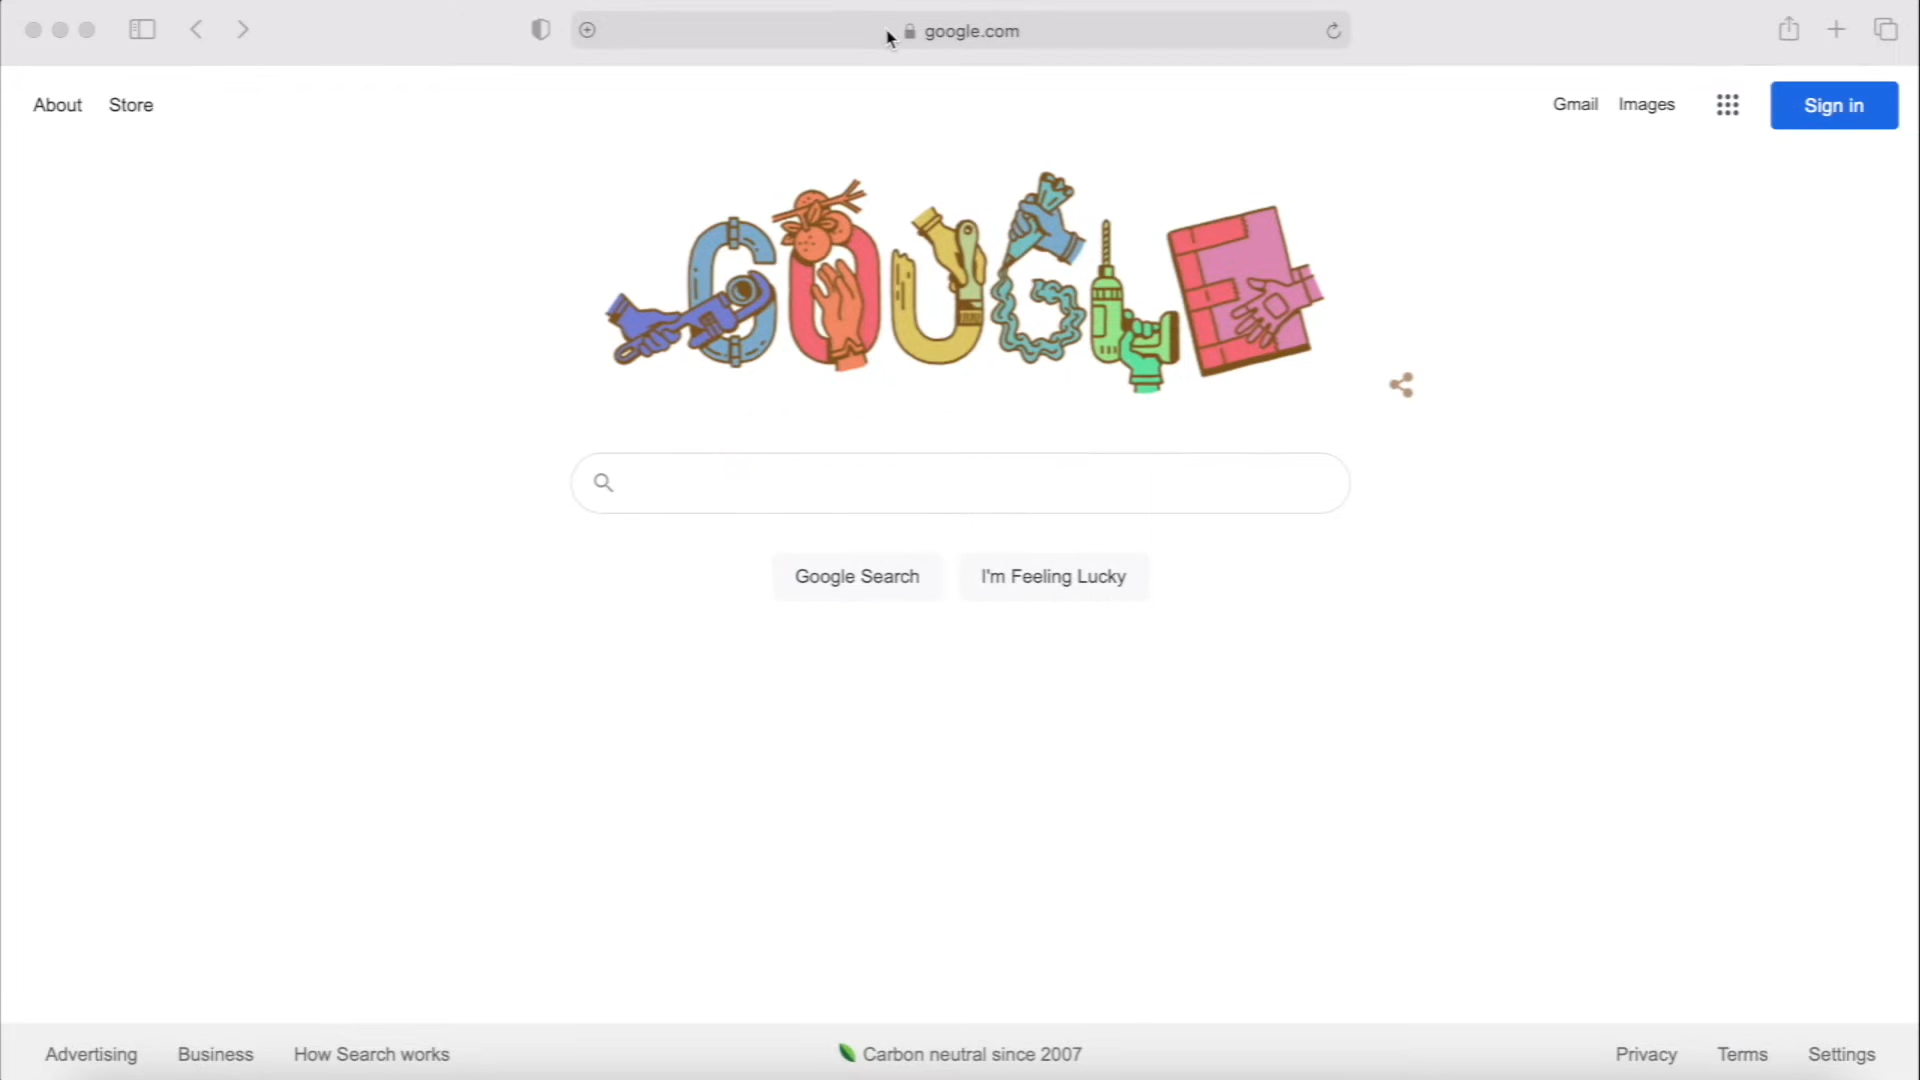 google.com
About Store
Gmail Images Sign in
GOUGLE
Google Search I'm Feeling Lucky
Advertising Business How Search works
Carbon neutral since 2007
Privacy Terms Settings